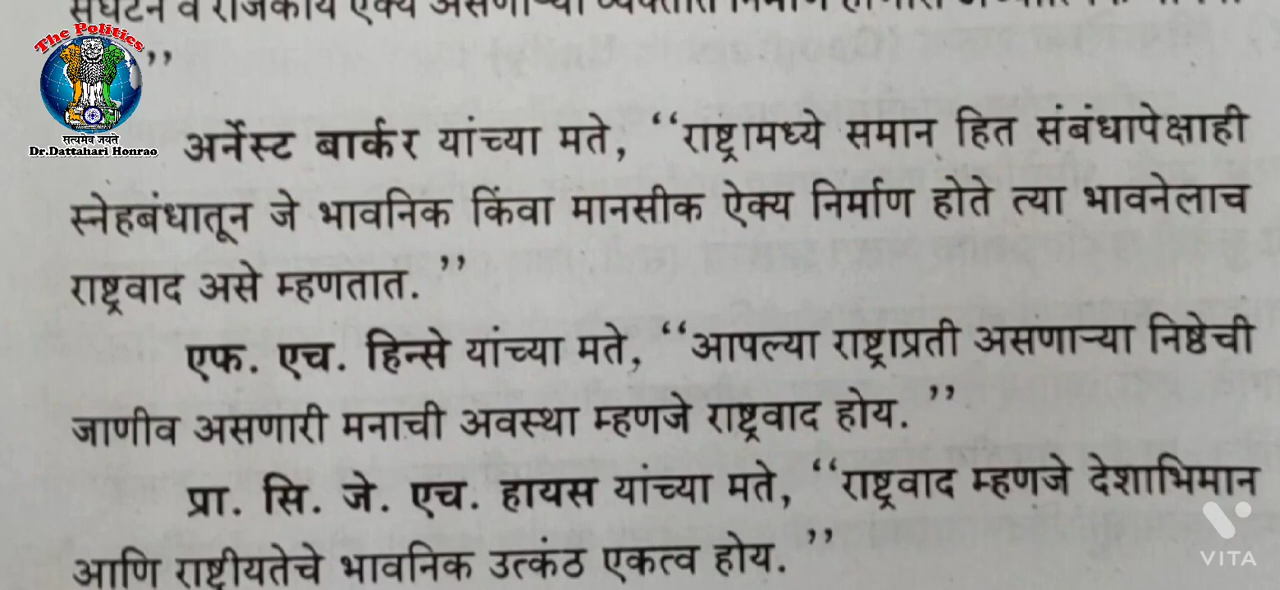 The Politics
सत्यमेव जयते
Dr.Dattahari Honrao
”
अर्नेस्ट बार्कर यांच्या मते, “राष्ट्रामध्ये समान हित संबंधापेक्षाही
स्नेहबंधातून जे भावनिक किंवा मानसीक ऐक्य निर्माण होते त्या भावनेलाच
राष्ट्रवाद असे म्हणतात. ”
एफ. एच. हिन्से यांच्या मते, “आपल्या राष्ट्राप्रती असणाऱ्या निष्ठेची
जाणीव असणारी मनाची अवस्था म्हणजे राष्ट्रवाद होय. ”
प्रा. सि. जे. एच. हायस यांच्या मते, “राष्ट्रवाद म्हणजे देशाभिमान
आणि राष्ट्रीयतेचे भावनिक उत्कंठ एकत्व होय. ”
VITA